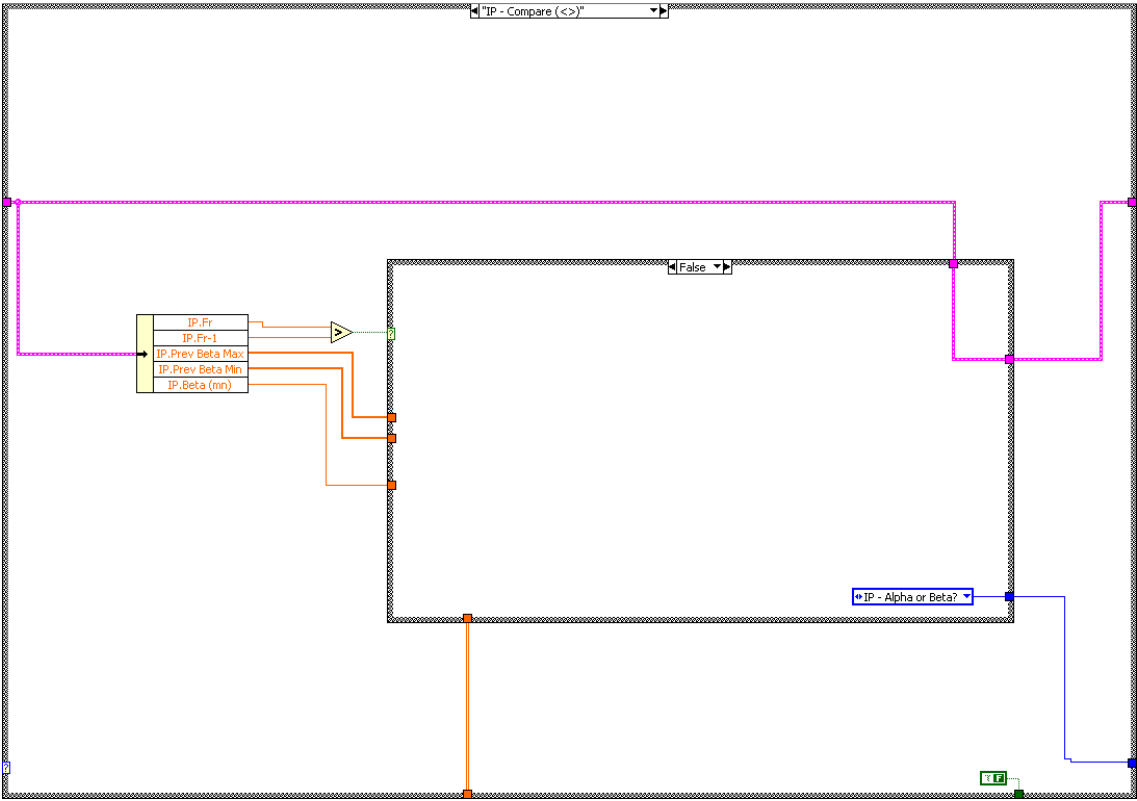 "IP - Compare (<>)"
False
IP.Fr
IP.Fr-1
IP.Prev Beta Max
IP.Prev Beta Min
IP.Beta (mn)
>
?
IP - Alpha or Beta?
?
F